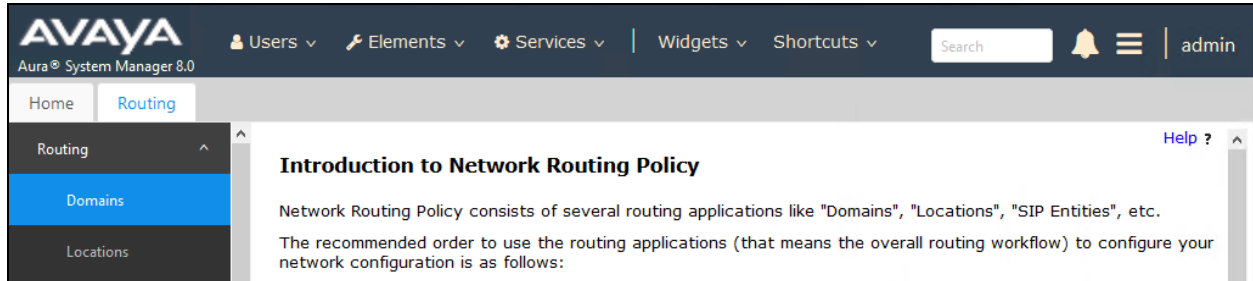 AVAYA
Aura® System Manager 8.0
Users Elements Services Widgets Shortcuts Search admin
Home Routing
Routing
Domains
Locations
Help ?
Introduction to Network Routing Policy
Network Routing Policy consists of several routing applications like "Domains", "Locations", "SIP Entities", etc.
The recommended order to use the routing applications (that means the overall routing workflow) to configure your
network configuration is as follows: